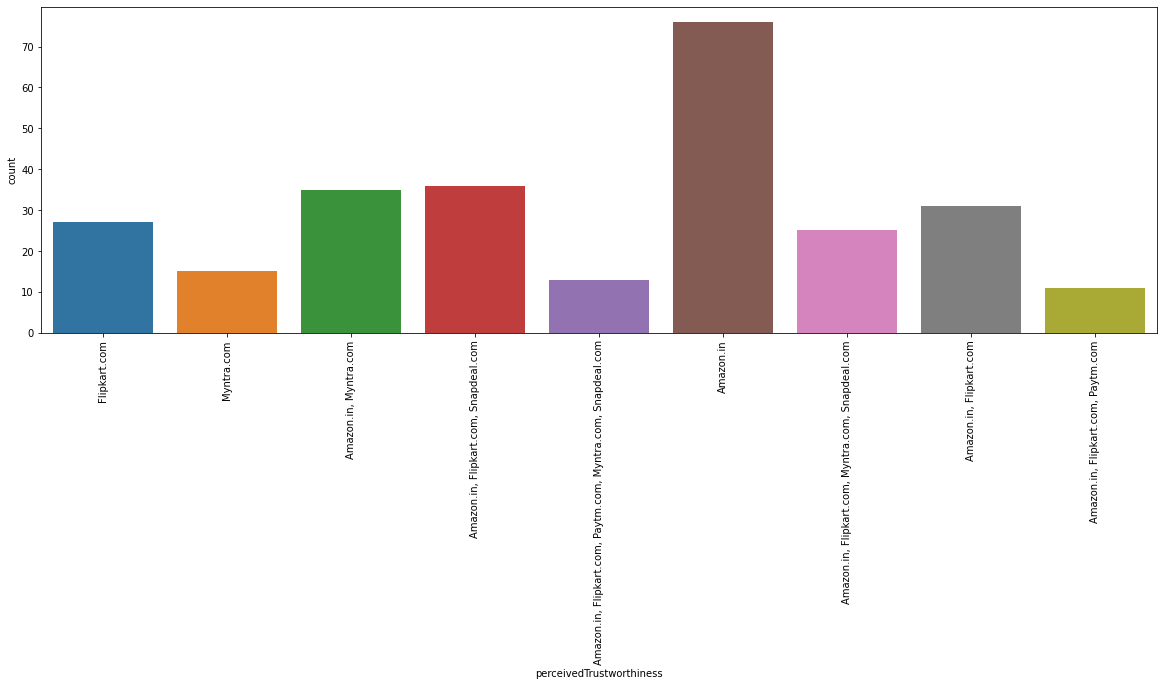 70
60
50
40
30
20
10
0
count
Flipkart.com
Myntra.com
Amazon.in, Myntra.com
Amazon.in, Flipkart.com, Snapdeal.com
Amazon.in, Flipkart.com, Paytm.com, Myntra.com, Snapdeal.com
Amazon.in
Amazon.in, Flipkart.com, Myntra.com, Snapdeal.com
Amazon.in, Flipkart.com
Amazon.in, Flipkart.com, Paytm.com
perceivedTrustworthiness